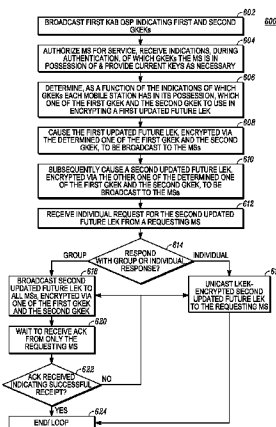 602
600
BROADCAST FIRST KAB OSP INDICATING FIRST AND SECOND
GKEKs
604
AUTHORIZE MS FOR SERVICE, RECEIVE INDICATIONS, DURING
AUTHENTICATION, OF WHICH GKEKs THE MS IS IN
POSSESSION OF & PROVIDE CURRENT KEYS AS NECESSARY
606
DETERMINE, AS A FUNCTION OF THE INDICATIONS OF WHICH
GKEKs EACH MOBILE STATION HAS IN ITS POSSESSION, WHICH
ONE OF THE FIRST GKEK AND THE SECOND GKEK TO USE IN
ENCRYPTING A FIRST UPDATED FUTURE LEK
608
CAUSE THE FIRST UPDATED FUTURE LEK, ENCRYPTED VIA
THE DETERMINED ONE OF THE FIRST GKEK AND THE SECOND
GKEK, TO BE BROADCAST TO THE MSs
610
SUBSEQUENTLY CAUSE A SECOND UPDATED FUTURE LEK,
ENCRYPTED VIA THE OTHER ONE OF THE DETERMINED ONE
OF THE FIRST GKEK AND THE SECOND GKEK, TO BE
BROADCAST TO THE MSs
612
RECEIVE INDIVIDUAL REQUEST FOR THE SECOND UPDATED
FUTURE LEK FROM A REQUESTING MS
614
GROUP
RESPOND
WITH GROUP OR INDIVIDUAL
RESPONSE?
INDIVIDUAL
618
BROADCAST SECOND
UPDATED FUTURE LEK TO
ALL MSs, ENCRYPTED VIA
ONE OF THE FIRST GKEK
AND THE SECOND GKEK
UNICAST LKEK-
ENCRYPTED SECOND
UPDATED FUTURE LEK TO
THE REQUESTING MS
620
WAIT TO RECEIVE ACK
FROM ONLY THE
REQUESTING MS
622
ACK RECEIVED
INDICATING SUCCESSFUL
RECEIPT?
NO
YES
624
END/ LOOP